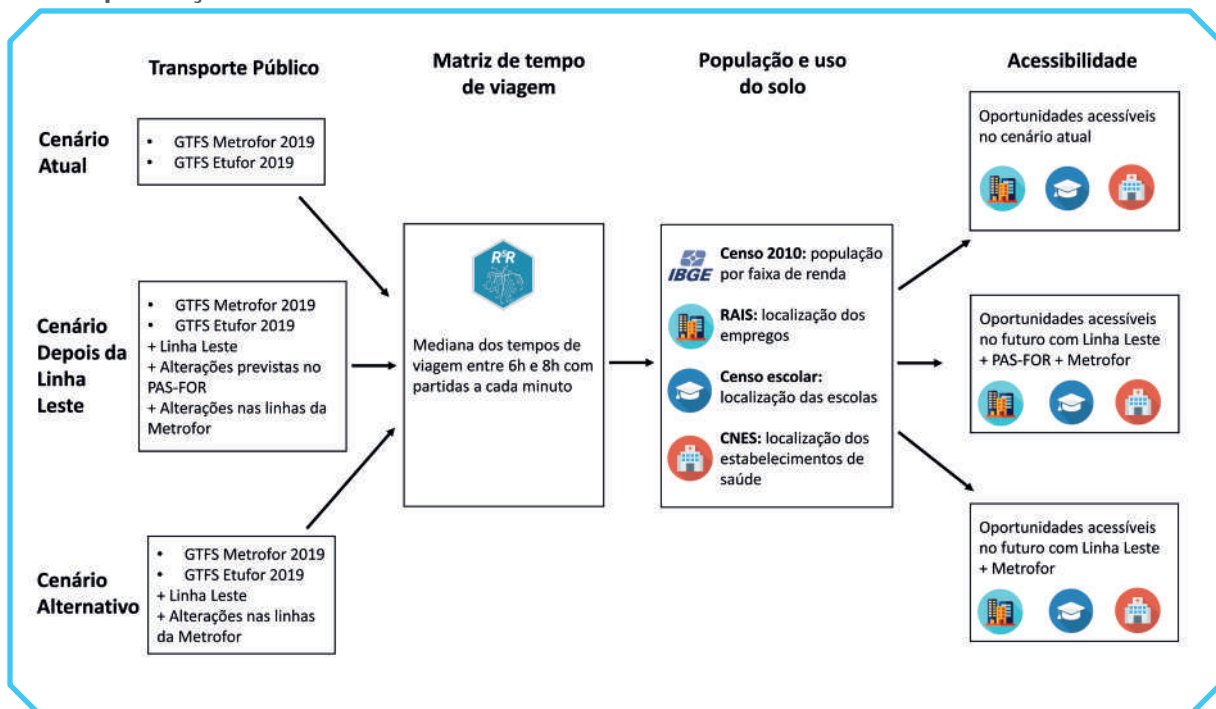 Transporte Público
Matriz de tempo
de viagem
População e uso
do solo
Acessibilidade
Cenário
Atual
• GTFS Metrofor 2019
• GTFS Etufor 2019
Cenário
Depois da
Linha
Leste
• GTFS Metrofor 2019
• GTFS Etufor 2019
+ Linha Leste
+ Alterações previstas no
PAS-FOR
+ Alterações nas linhas da
Metrofor
Cenário
Alternativo
• GTFS Metrofor 2019
• GTFS Etufor 2019
+ Linha Leste
+ Alterações nas linhas
da Metrofor
R⁵R
Mediana dos tempos de
viagem entre 6h e 8h com
partidas a cada minuto
IBGE
Censo 2010: população
por faixa de renda
RAIS: localização dos
empregos
Censo escolar:
localização das escolas
CNES: localização dos
estabelecimentos de
saúde
Oportunidades acessíveis
no cenário atual
Oportunidades acessíveis
no futuro com Linha Leste
+ PAS-FOR + Metrofor
Oportunidades acessíveis
no futuro com Linha Leste
+ Metrofor